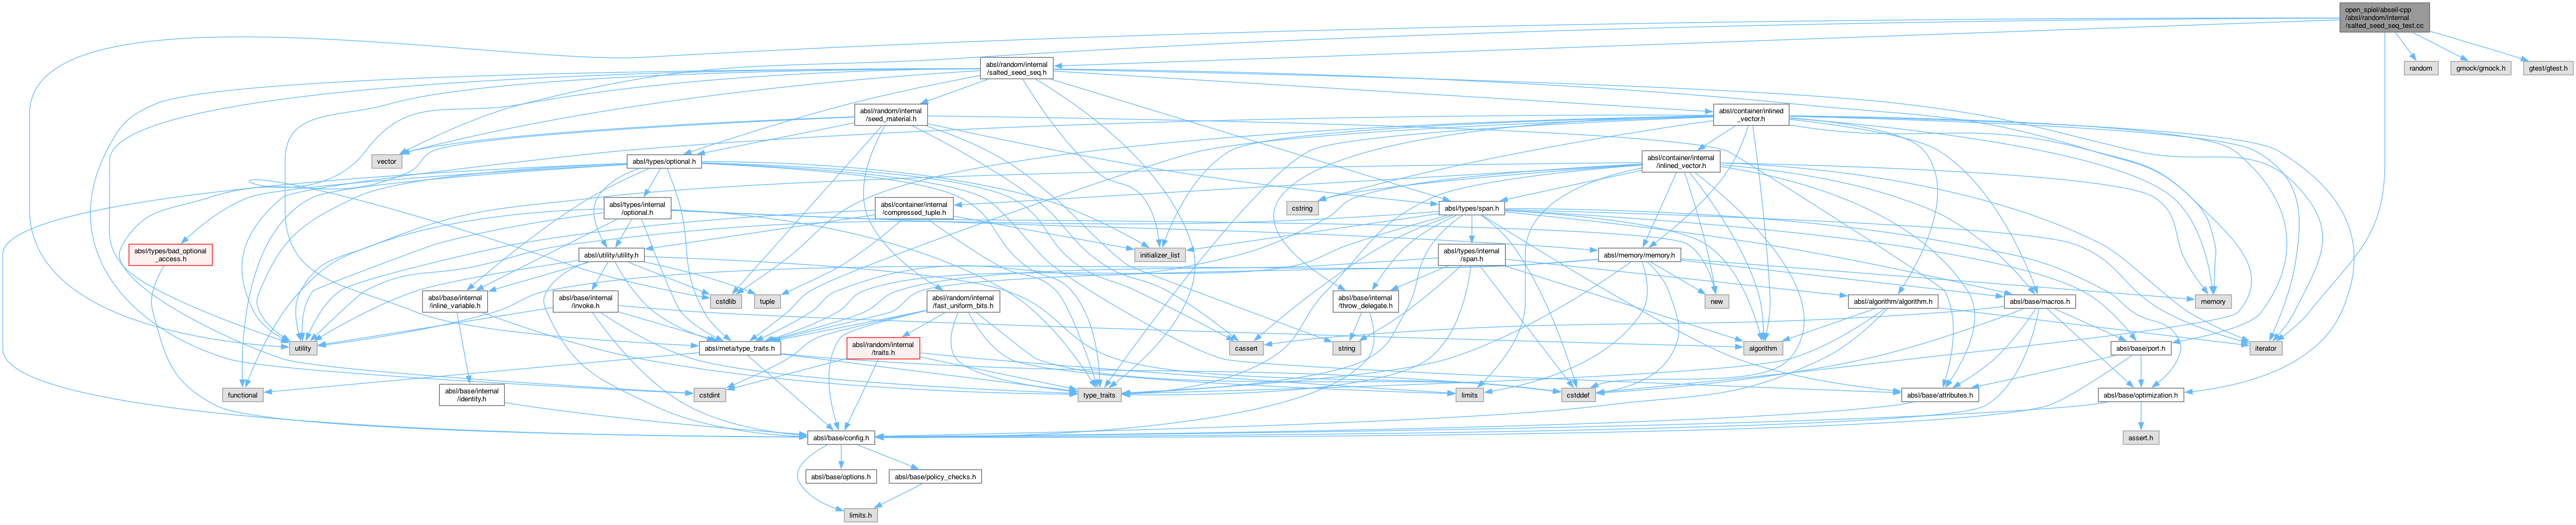 open_spiel/abseil-cpp
/absl/random/internal
/salted_seed_seq_test.cc
absl/random/internal
/salted_seed_seq.h
random
gmock/gmock.h
gtest/gtest.h
absl/random/internal
/seed_material.h
absl/container/inlined
_vector.h
vector
absl/types/optional.h
absl/container/internal
/inlined_vector.h
absl/types/internal
/optional.h
absl/container/internal
/compressed_tuple.h
cstring
absl/types/span.h
absl/types/bad_optional
_access.h
absl/utility/utility.h
initializer_list
absl/types/internal
/span.h
absl/memory/memory.h
absl/base/internal
/inline_variable.h
absl/base/internal
/invoke.h
cstdlib
tuple
absl/random/internal
/fast_uniform_bits.h
absl/base/internal
/throw_delegate.h
new
absl/algorithm/algorithm.h
absl/base/macros.h
memory
utility
absl/meta/type_traits.h
absl/random/internal
/traits.h
cassert
string
algorithm
absl/base/port.h
iterator
functional
absl/base/internal
/identity.h
cstdint
type_traits
limits
cstddef
absl/base/attributes.h
absl/base/optimization.h
absl/base/config.h
assert.h
absl/base/options.h
absl/base/policy_checks.h
limits.h